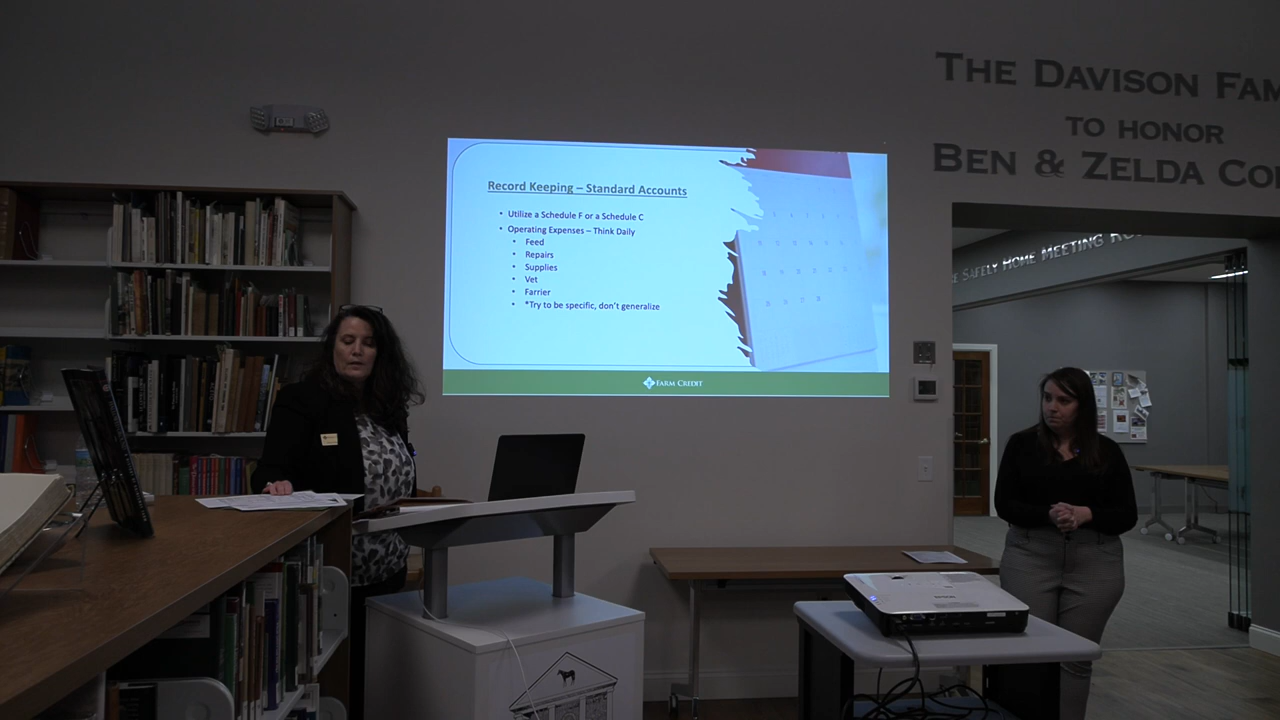 THE DAVISON FAM
TO HONOR
BEN & ZELDA CO
SAFELY HOME MEETING
Record Keeping – Standard Accounts
• Utilize a Schedule F or a Schedule C
• Operating Expenses – Think Daily
• Feed
• Repairs
• Supplies
• Vet
• Farrier
• *Try to be specific, don't generalize
FARM CREDIT